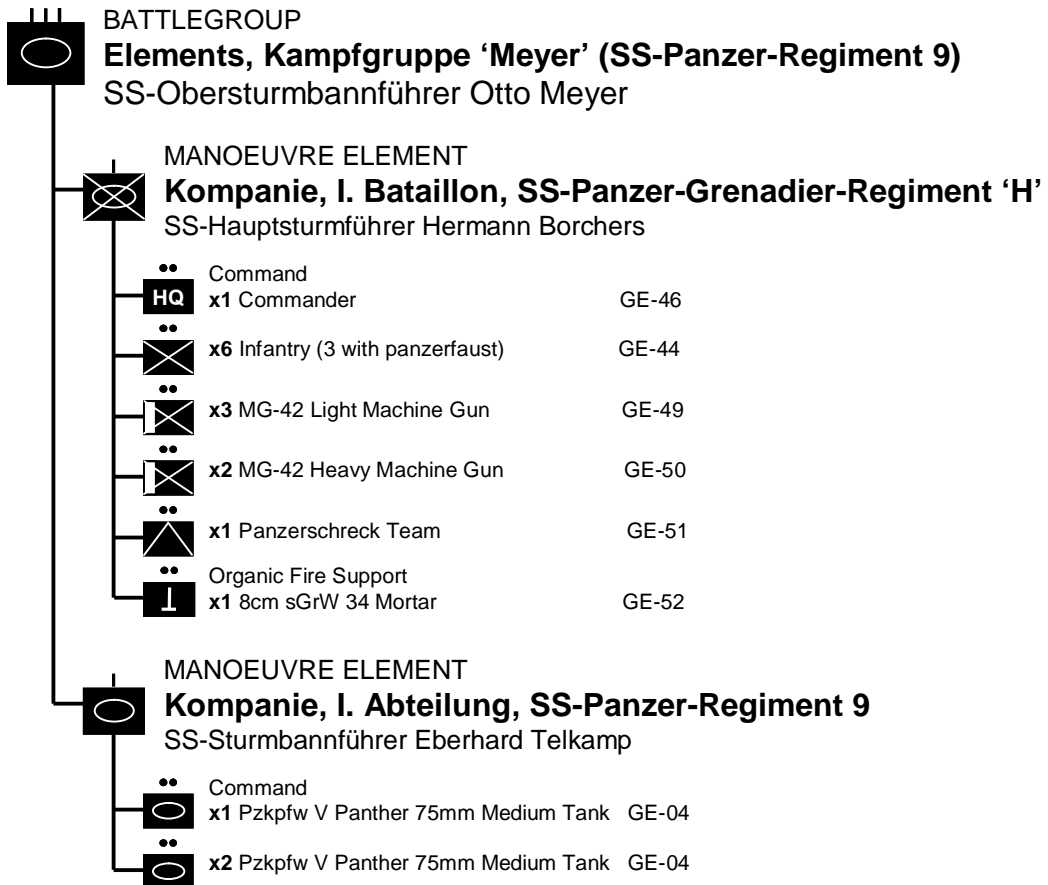 BATTLEGROUP
Elements, Kampfgruppe ‘Meyer’ (SS-Panzer-Regiment 9)
SS-Obersturmbannführer Otto Meyer
MANOEUVRE ELEMENT
Kompanie, I. Bataillon, SS-Panzer-Grenadier-Regiment ‘H’
SS-Hauptsturmführer Hermann Borchers
Command
HQ x1 Commander GE-46
x6 Infantry (3 with panzerfaust) GE-44
x3 MG-42 Light Machine Gun GE-49
x2 MG-42 Heavy Machine Gun GE-50
x1 Panzerschreck Team GE-51
Organic Fire Support
x1 8cm sGrW 34 Mortar GE-52
MANOEUVRE ELEMENT
Kompanie, I. Abteilung, SS-Panzer-Regiment 9
SS-Sturmbannführer Eberhard Telkamp
Command
x1 Pzkpfw V Panther 75mm Medium Tank GE-04
x2 Pzkpfw V Panther 75mm Medium Tank GE-04